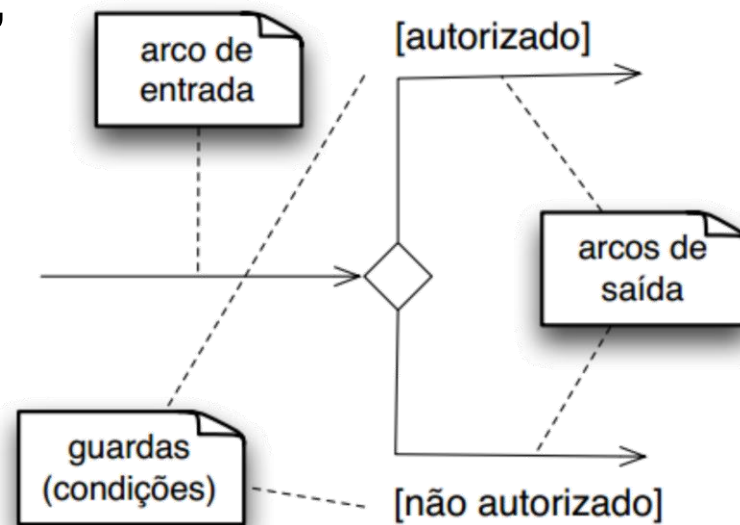 arco de
entrada
[autorizado]
arcos de
saída
guardas
(condições)
[não autorizado]